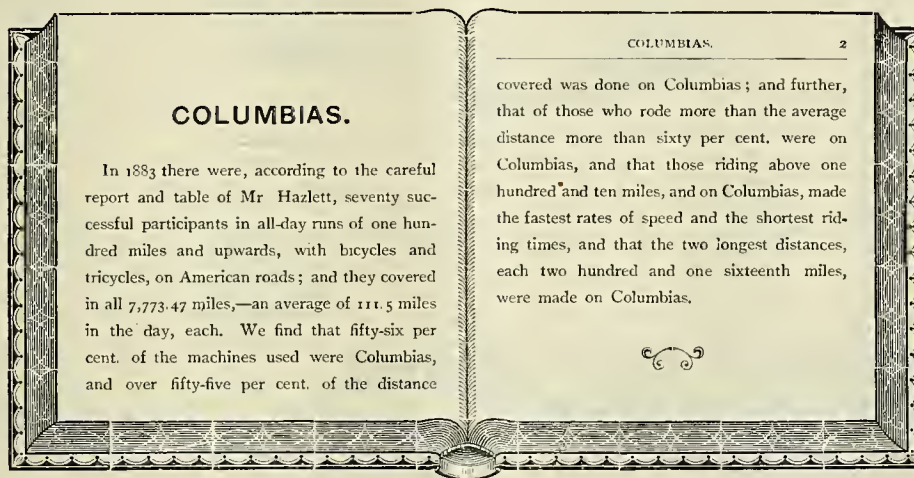 COLUMBIAS.
In 1883 there were, according to the careful
report and table of Mr Hazlett, seventy suc-
cessful participants in all-day runs of one hun-
dred miles and upwards, with bicycles and
tricycles, on American roads; and they covered
in all 7,773.47 miles,—an average of 111.5 miles
in the day, each. We find that fifty-six per
cent. of the machines used were Columbias,
and over fifty-five per cent. of the distance
COLUMBIAS. 2
covered was done on Columbias; and further,
that of those who rode more than the average
distance more than sixty per cent. were on
Columbias, and that those riding above one
hundred and ten miles, and on Columbias, made
the fastest rates of speed and the shortest rid-
ing times, and that the two longest distances,
each two hundred and one sixteenth miles,
were made on Columbias.